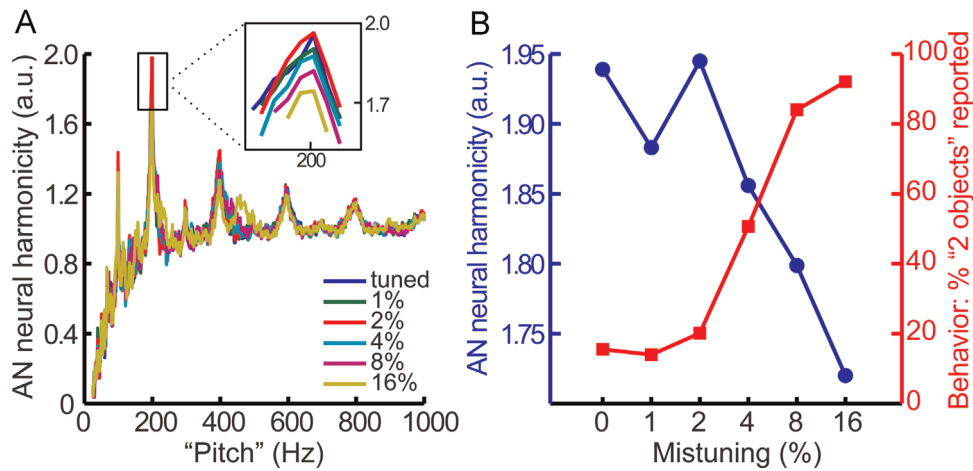 A
AN neural harmonicity (a.u.)
2.0
1.6
1.2
0.8
0.4
0
0 200 400 600 800 1000
“Pitch” (Hz)
2.0
1.7
200
tuned
1%
2%
4%
8%
16%
B
AN neural harmonicity (a.u.)
1.95
1.90
1.85
1.80
1.75
0 1 2 4 8 16
Mistuning (%)
100
80
60
40
20
0
Behavior: % “2 objects” reported